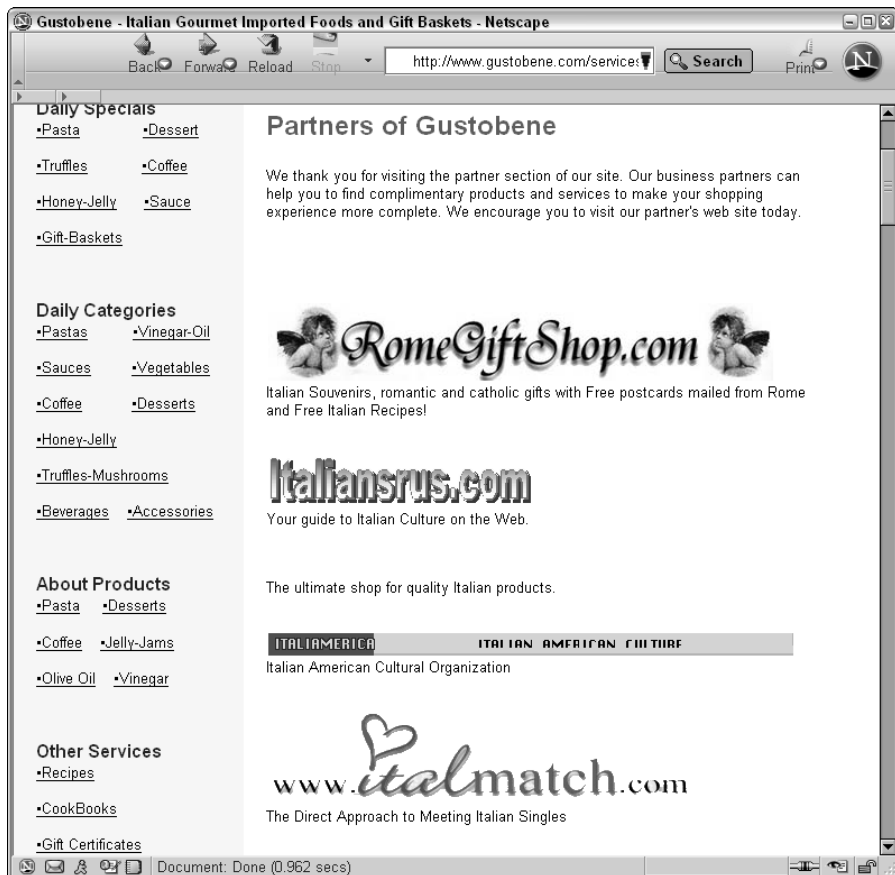 Gustobene - Italian Gourmet Imported Foods and Gift Baskets - Netscape
Back Forward Reload Stop http://www.gustobene.com/services Search Print N
Daily Specials
▪Pasta ▪Dessert
▪Truffles ▪Coffee
▪Honey-Jelly ▪Sauce
▪Gift-Baskets
Daily Categories
▪Pastas ▪Vinegar-Oil
▪Sauces ▪Vegetables
▪Coffee ▪Desserts
▪Honey-Jelly
▪Truffles-Mushrooms
▪Beverages ▪Accessories
About Products
▪Pasta ▪Desserts
▪Coffee ▪Jelly-Jams
▪Olive Oil ▪Vinegar
Other Services
▪Recipes
▪CookBooks
▪Gift Certificates
Partners of Gustobene
We thank you for visiting the partner section of our site. Our business partners can
help you to find complimentary products and services to make your shopping
experience more complete. We encourage you to visit our partner's web site today.
RomeGiftShop.com
Italian Souvenirs, romantic and catholic gifts with Free postcards mailed from Rome
and Free Italian Recipes!
Italiansrus.com
Your guide to Italian Culture on the Web.
The ultimate shop for quality Italian products.
ITALIAMERICA ITALIAN AMERICAN CULTURE
Italian American Cultural Organization
www.italmatch.com
The Direct Approach to Meeting Italian Singles
Document: Done (0.962 secs)